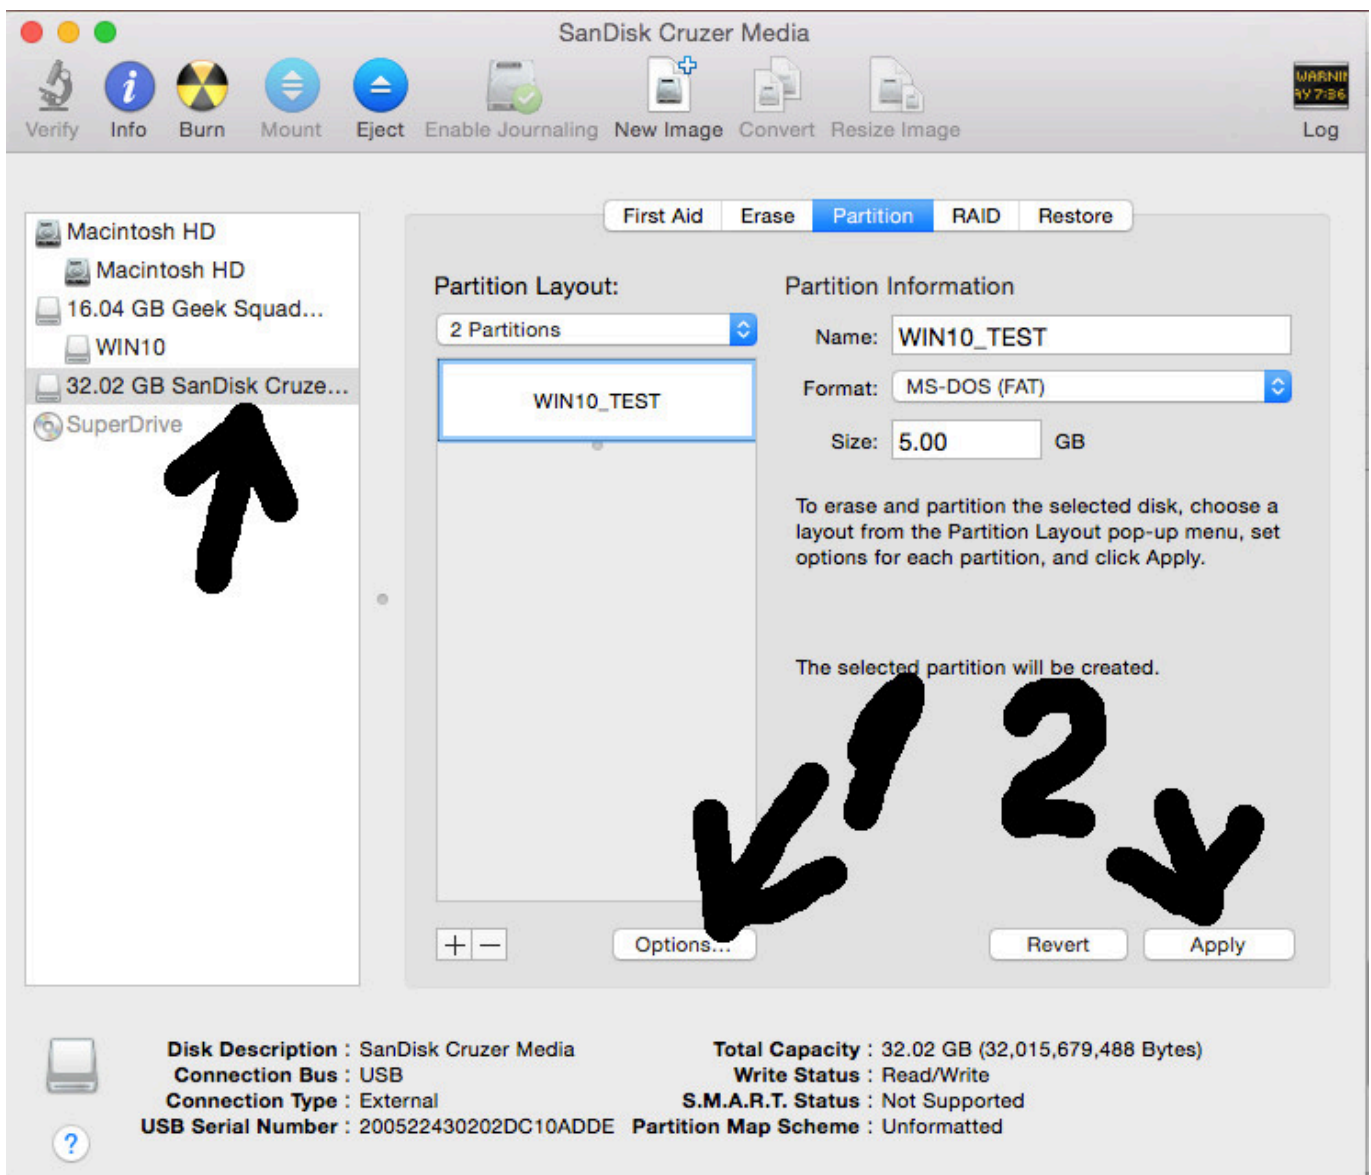 SanDisk Cruzer Media
Verify Info Burn Mount Eject Enable Journaling New Image Convert Resize Image Log
WARNIN
AY 7:36
First Aid Erase Partition RAID Restore
Macintosh HD
Macintosh HD
16.04 GB Geek Squad...
WIN10
32.02 GB SanDisk Cruze...
SuperDrive
Partition Layout:
2 Partitions
WIN10_TEST
Partition Information
Name: WIN10_TEST
Format: MS-DOS (FAT)
Size: 5.00 GB
To erase and partition the selected disk, choose a
layout from the Partition Layout pop-up menu, set
options for each partition, and click Apply.
The selected partition will be created.
1 2
+ − Options... Revert Apply
Disk Description : SanDisk Cruzer Media
Connection Bus : USB
Connection Type : External
USB Serial Number : 200522430202DC10ADDE
Total Capacity : 32.02 GB (32,015,679,488 Bytes)
Write Status : Read/Write
S.M.A.R.T. Status : Not Supported
Partition Map Scheme : Unformatted
?